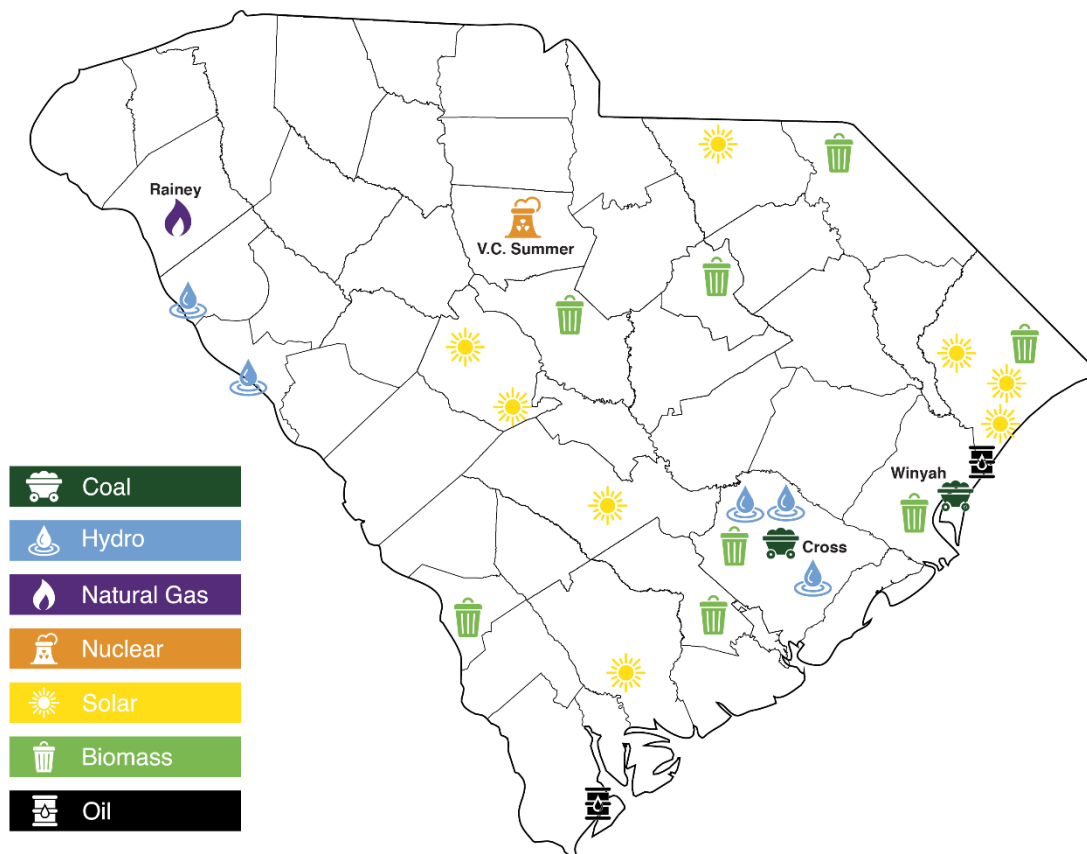 Rainey
V.C. Summer
Winyah
Cross
Coal
Hydro
Natural Gas
Nuclear
Solar
Biomass
Oil